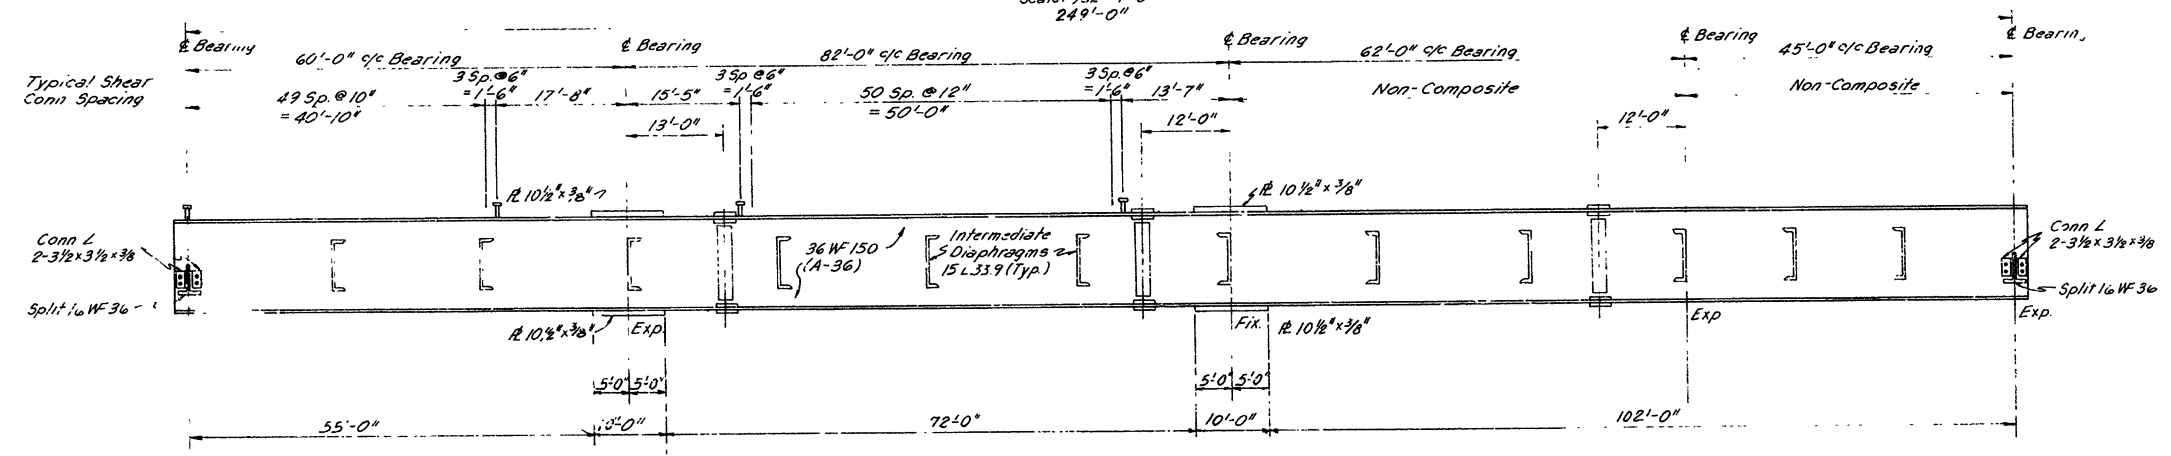 249'-0"
℄ Bearing
℄ Bearing
℄ Bearing
℄ Bearing
℄ Bearin
60'-0" c/c Bearing
82'-0" c/c Bearing
62'-0" c/c Bearing
45'-0" c/c Bearing
Typical Shear
Conn Spacing
49 Sp. @ 10"
= 40'-10"
3 Sp. @ 6"
= 1'-6"
17'-8"
15'-5"
3 Sp @ 6"
= 1'-6"
50 Sp. @ 12"
= 50'-0"
3 Sp. @ 6"
= 1'-6"
13'-7"
Non-Composite
Non-Composite
13'-0"
12'-0"
12'-0"
℄ 10½" x 3/8"
℄ 10½" x 3/8"
Conn L
2-3½ x 3½ x 3/8
Split 16 WF 36
36 WF 150
(A-36)
Intermediate
Diaphragms
15 L 33.9 (Typ.)
Conn L
2-3½ x 3½ x 3/8
Split 16 WF 36
℄ 10½" x 3/8"
Exp.
Fix.
℄ 10½" x 3/8"
Exp
Exp.
5'-0" 5'-0"
5'-0" 5'-0"
55'-0"
10'-0"
72'-0"
10'-0"
102'-0"